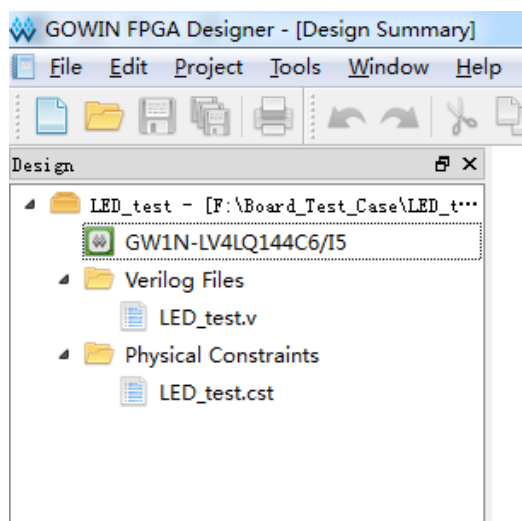 GOWIN FPGA Designer - [Design Summary]
File Edit Project Tools Window Help
Design
LED_test - [F:\Board_Test_Case\LED_t...
GW1N-LV4LQ144C6/I5
Verilog Files
LED_test.v
Physical Constraints
LED_test.cst